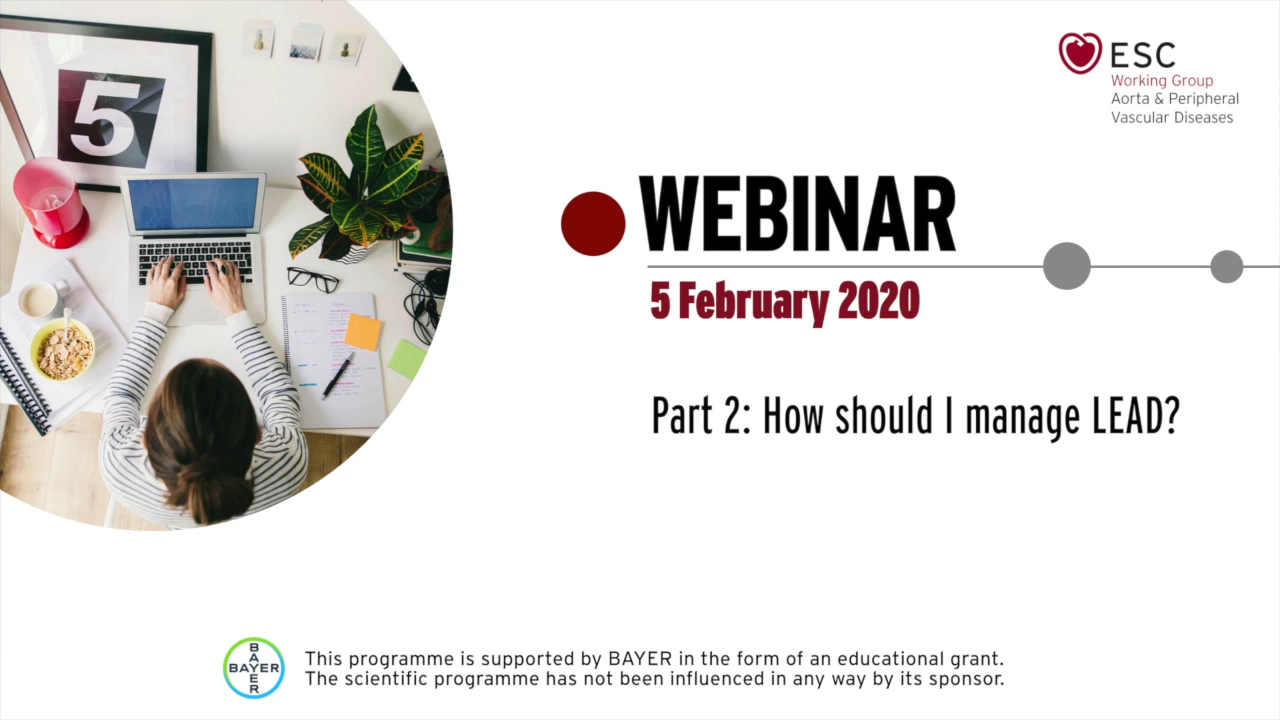 5
ESC
Working Group
Aorta & Peripheral
Vascular Diseases
WEBINAR
5 February 2020
Part 2: How should I manage LEAD?
BAYER
BAYER
This programme is supported by BAYER in the form of an educational grant.
The scientific programme has not been influenced in any way by its sponsor.